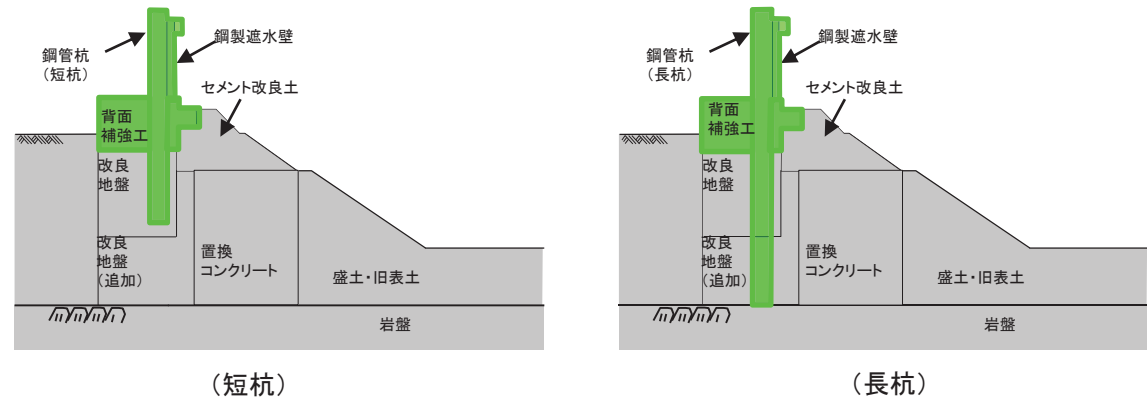 鋼管杭
(短杭)
鋼製遮水壁
セメント改良土
背面
補強工
改良
地盤
改良
地盤
(追加)
置換
コンクリート
盛土・旧表土
岩盤
(短杭)
鋼管杭
(長杭)
鋼製遮水壁
セメント改良土
背面
補強工
改良
地盤
改良
地盤
(追加)
置換
コンクリート
盛土・旧表土
岩盤
(長杭)